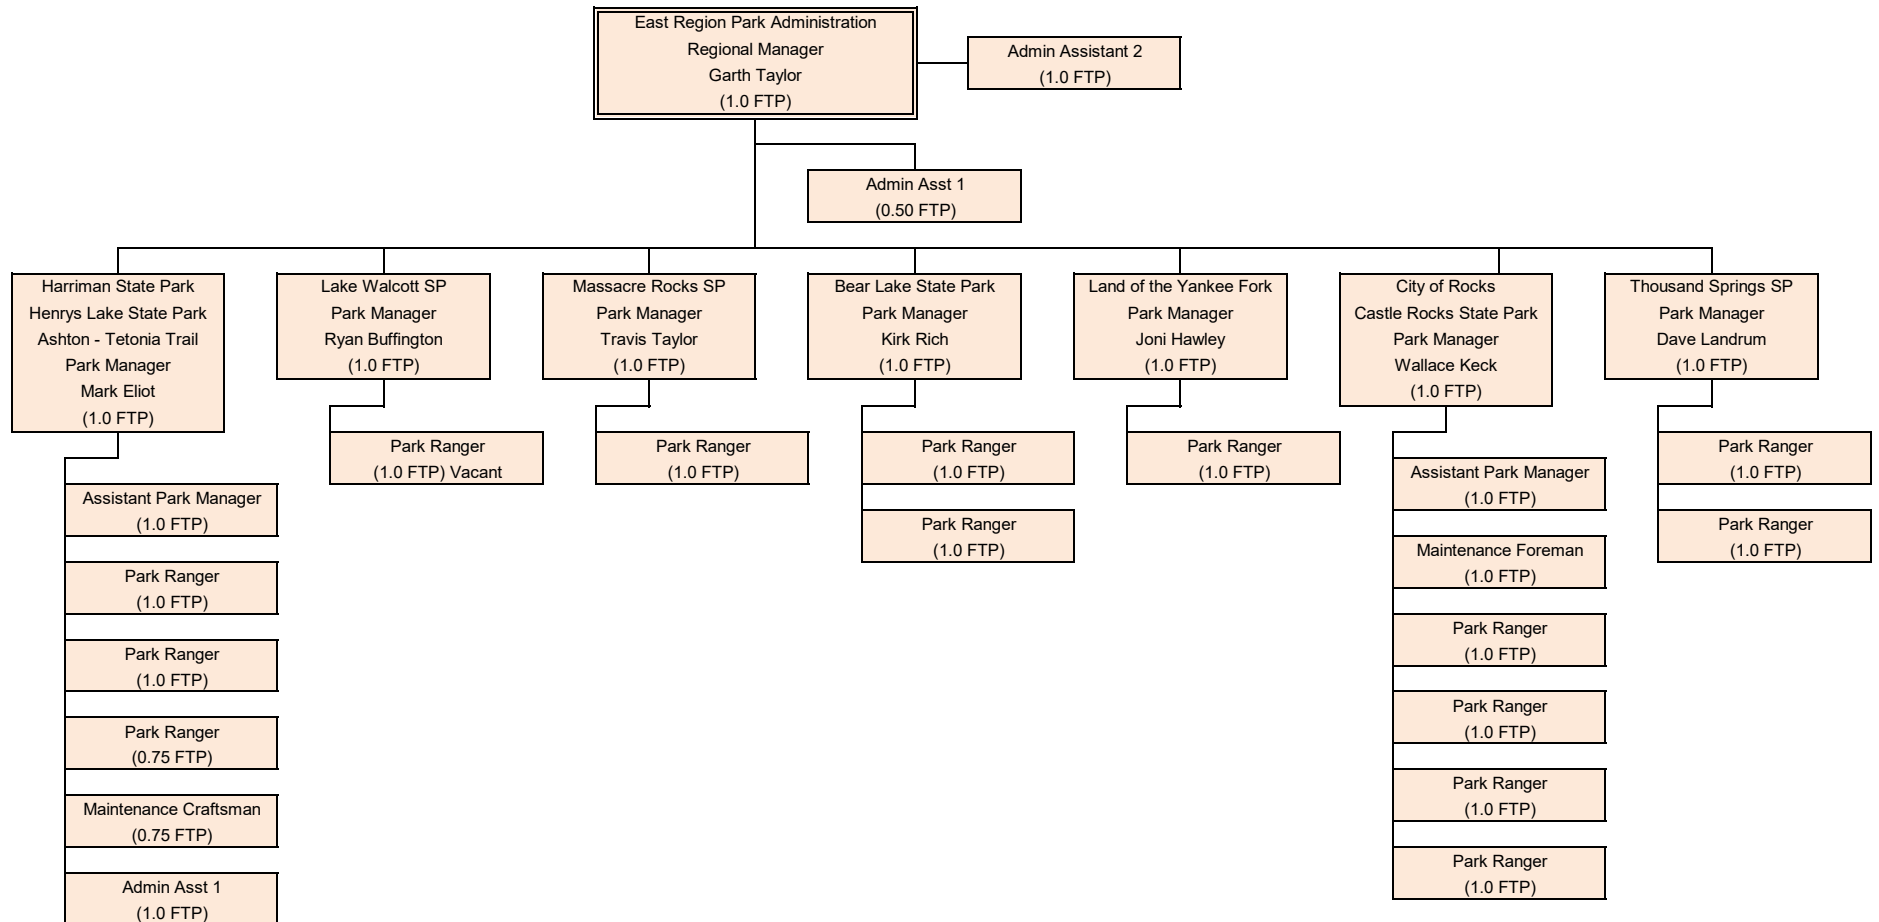 East Region Park Administration
Regional Manager
Garth Taylor
(1.0 FTP)
Admin Assistant 2
(1.0 FTP)
Admin Asst 1
(0.50 FTP)
Harriman State Park
Henrys Lake State Park
Ashton - Tetonia Trail
Park Manager
Mark Eliot
(1.0 FTP)
Assistant Park Manager
(1.0 FTP)
Park Ranger
(1.0 FTP)
Park Ranger
(1.0 FTP)
Park Ranger
(0.75 FTP)
Maintenance Craftsman
(0.75 FTP)
Admin Asst 1
(1.0 FTP)
Lake Walcott SP
Park Manager
Ryan Buffington
(1.0 FTP)
Park Ranger
(1.0 FTP) Vacant
Massacre Rocks SP
Park Manager
Travis Taylor
(1.0 FTP)
Park Ranger
(1.0 FTP)
Bear Lake State Park
Park Manager
Kirk Rich
(1.0 FTP)
Park Ranger
(1.0 FTP)
Park Ranger
(1.0 FTP)
Land of the Yankee Fork
Park Manager
Joni Hawley
(1.0 FTP)
Park Ranger
(1.0 FTP)
City of Rocks
Castle Rocks State Park
Park Manager
Wallace Keck
(1.0 FTP)
Assistant Park Manager
(1.0 FTP)
Maintenance Foreman
(1.0 FTP)
Park Ranger
(1.0 FTP)
Park Ranger
(1.0 FTP)
Park Ranger
(1.0 FTP)
Park Ranger
(1.0 FTP)
Thousand Springs SP
Park Manager
Dave Landrum
(1.0 FTP)
Park Ranger
(1.0 FTP)
Park Ranger
(1.0 FTP)